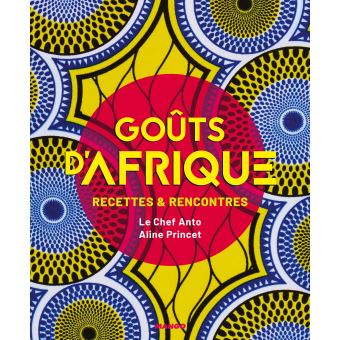 GOÛTS
D'AFRIQUE
RECETTES & RENCONTRES
Le Chef Anto
Aline Princet
MANGO